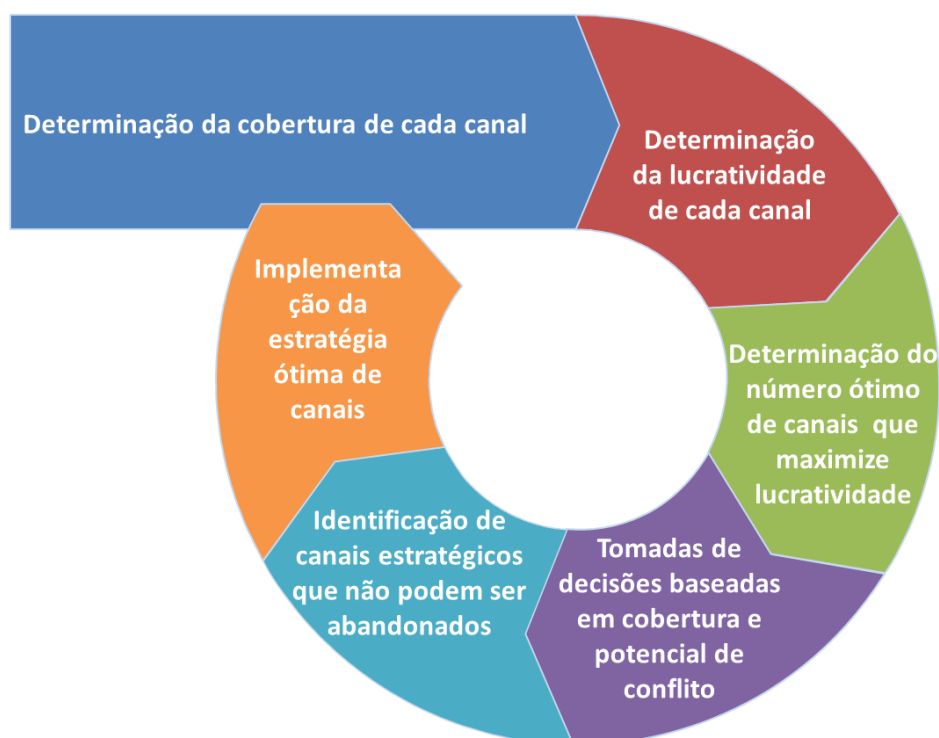 Determinação da cobertura de cada canal
Determinação
da lucratividade
de cada canal
Determinação do
número ótimo
de canais que
maximize
lucratividade
Tomadas de
decisões baseadas
em cobertura e
potencial de
conflito
Identificação de
canais estratégicos
que não podem ser
abandonados
Implementa
ção da
estratégia
ótima de
canais